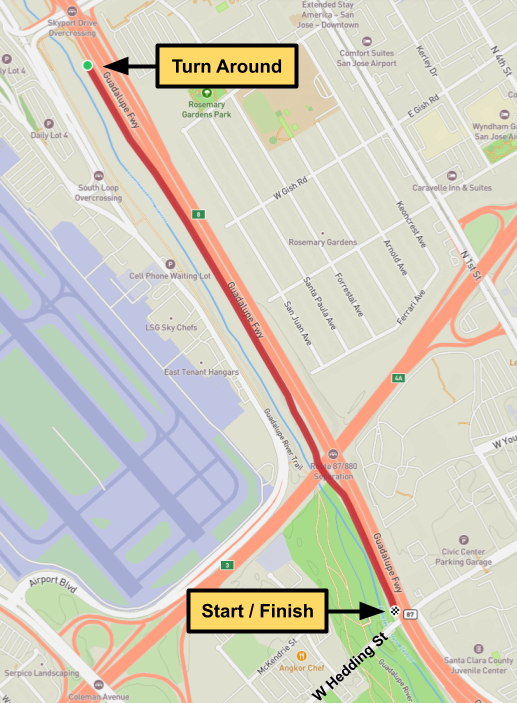 Skyport Drive
Overcrossing
Extended Stay
America – San
Jose – Downtown
Turn Around
Comfort Suites
San Jose Airport
Kerley Dr
N 4th St
ly Lot 4
Guadalupe Fwy
Rosemary
Gardens Park
E Gish Rd
Wyndham Ga
San Jose Air
Daily Lot 4
South Loop
Overcrossing
W Gish Rd
Caravelle Inn & Suites
8
Keoncrest Ave
Rosemary Gardens
Arnold Ave
N 1st St
Cell Phone Waiting Lot
Guadalupe Fwy
Santa Paula Ave
Forrestal Ave
Ferrari Ave
San Juan Ave
LSG Sky Chefs
East Tenant Hangars
4A
Guadalupe River Trail
Route 87/880
Separation
W You
Guadalupe Fwy
3
Civic Center
Parking Garage
Airport Blvd
Start / Finish
87
W Hedding St
McKendrie St
Angkor Chef
Santa Clara County
Juvenile Center
Serpico Landscaping
Guadalupe River
Coleman Avenue